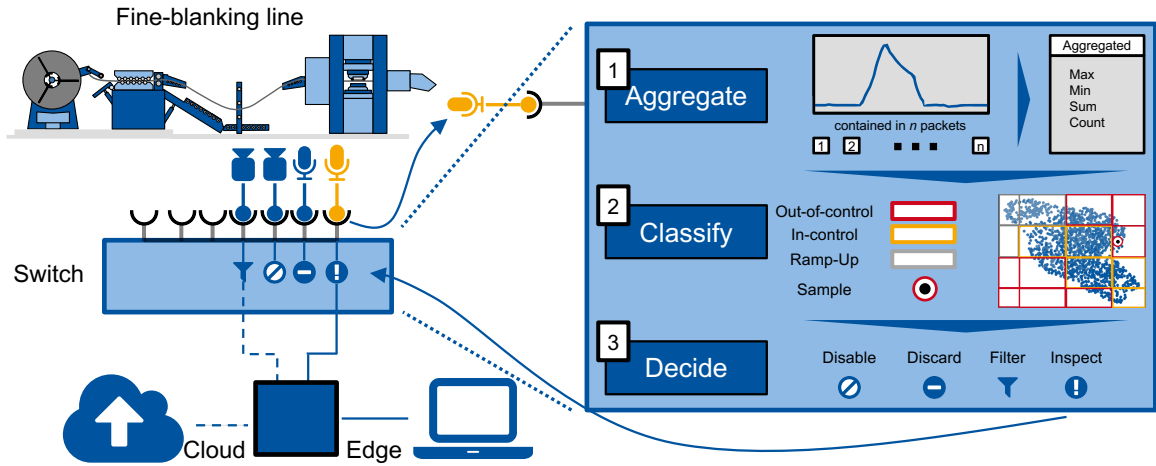 Fine-blanking line
Switch
Cloud
Edge
1
Aggregate
contained in n packets
1 2 n
Aggregated
Max
Min
Sum
Count
2
Classify
Out-of-control
In-control
Ramp-Up
Sample
3
Decide
Disable Discard Filter Inspect